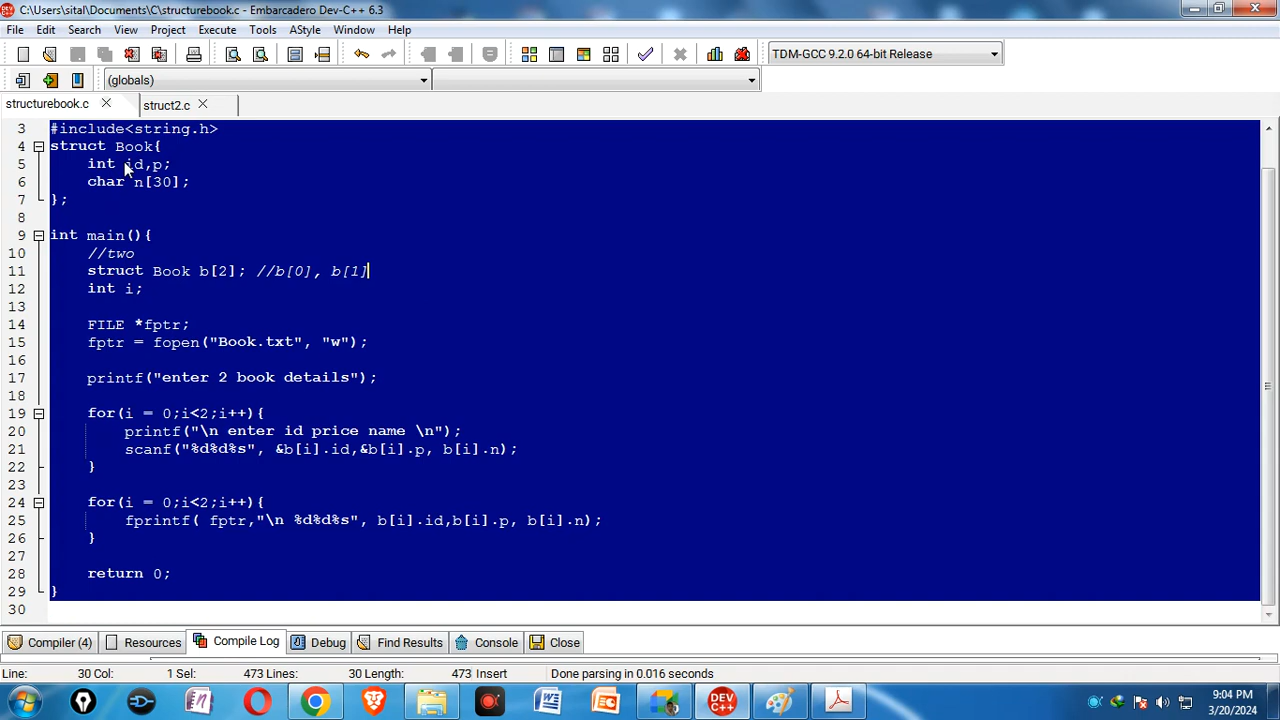 C:\Users\sital\Documents\C\structurebook.c - Embarcadero Dev-C++ 6.3
File Edit Search View Project Execute Tools AStyle Window Help
TDM-GCC 9.2.0 64-bit Release
(globals)
structurebook.c struct2.c
3 #include<string.h>
4 struct Book{
5 int id,p;
6 char n[30];
7 };
8
9 int main(){
10 //two
11 struct Book b[2]; //b[0], b[1]
12 int i;
13
14 FILE *fptr;
15 fptr = fopen("Book.txt", "w");
16
17 printf("enter 2 book details");
18
19 for(i = 0;i<2;i++){
20 printf("\n enter id price name \n");
21 scanf("%d%d%s", &b[i].id,&b[i].p, b[i].n);
22 }
23
24 for(i = 0;i<2;i++){
25 fprintf( fptr,"\n %d%d%s", b[i].id,b[i].p, b[i].n);
26 }
27
28 return 0;
29 }
30
Compiler (4) Resources Compile Log Debug Find Results Console Close
Line: 30 Col: 1 Sel: 473 Lines: 30 Length: 473 Insert Done parsing in 0.016 seconds
9:04 PM
3/20/2024